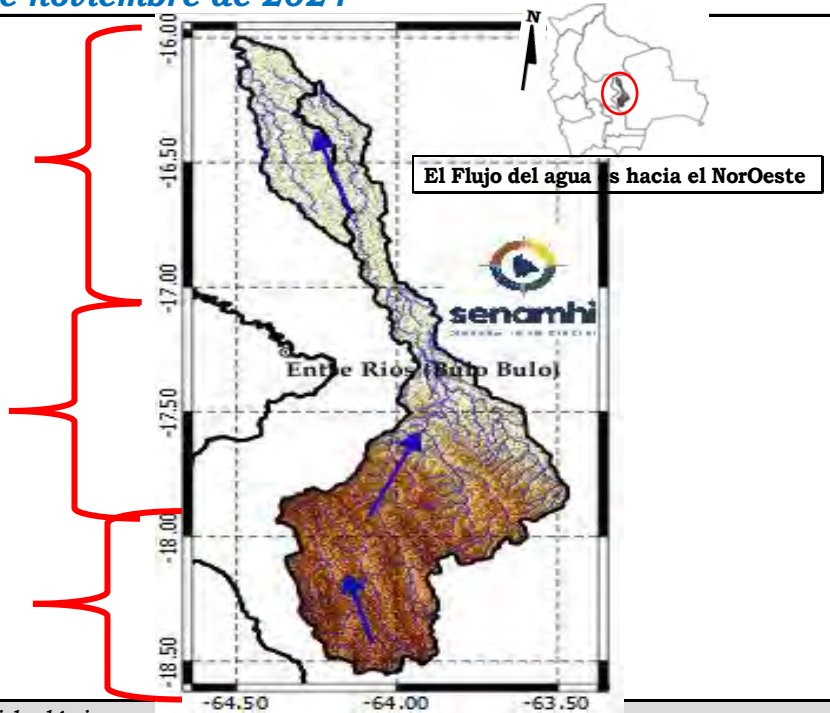 e noviembre de 2024
N
El Flujo del agua es hacia el NorOeste
senamhi
Entre Rios (Bulo Bulo)
-16.00
-16.50
-17.00
-17.50
-18.00
-18.50
-64.50
-64.00
-63.50